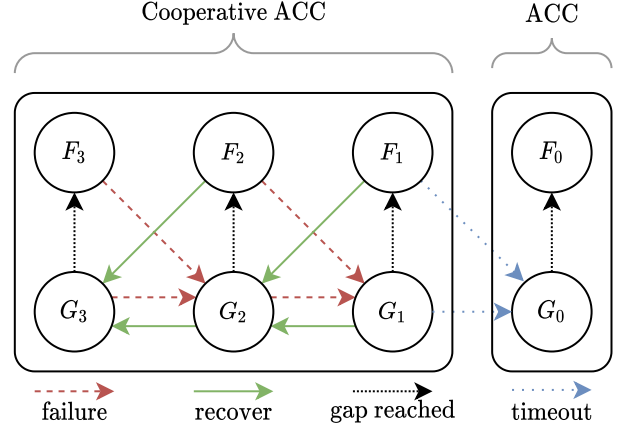 Cooperative ACC
ACC
F₃ F₂ F₁ F₀
G₃ G₂ G₁ G₀
failure recover gap reached timeout